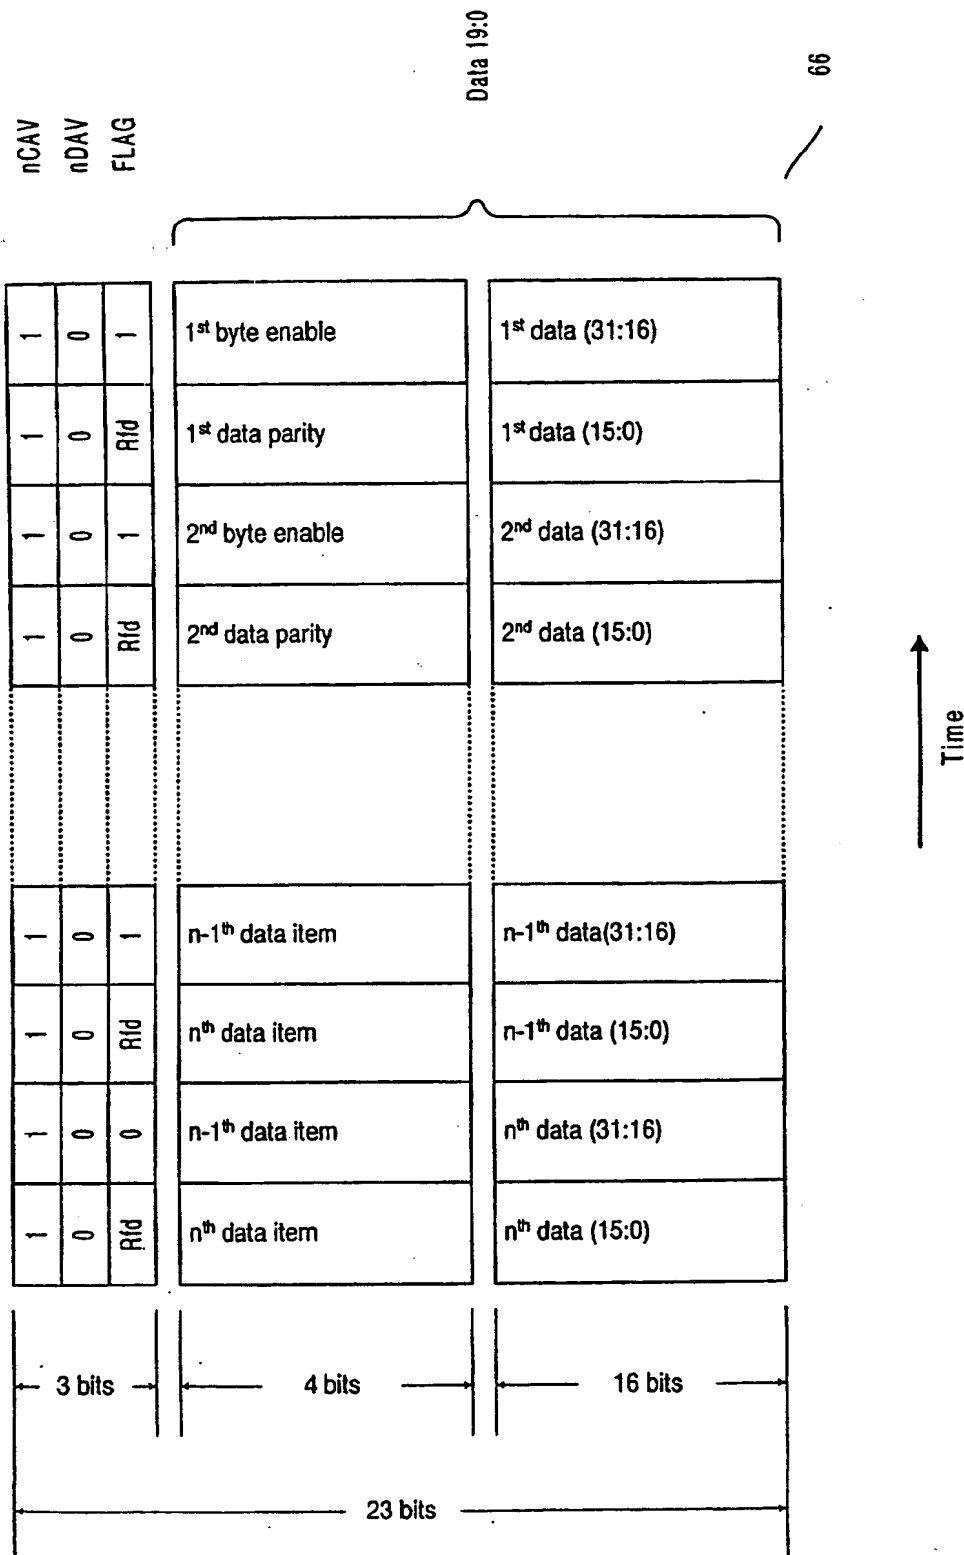 nCAV
nDAV
FLAG
Data 19:0
66
1 0 1 1st byte enable 1st data (31:16)
1 0 Rfd 1st data parity 1st data (15:0)
1 0 1 2nd byte enable 2nd data (31:16)
1 0 Rfd 2nd data parity 2nd data (15:0)
Time
1 0 1 n-1th data item n-1th data(31:16)
1 0 Rfd nth data item n-1th data (15:0)
1 0 0 n-1th data item nth data (31:16)
1 0 Rfd nth data item nth data (15:0)
3 bits 4 bits 16 bits
23 bits